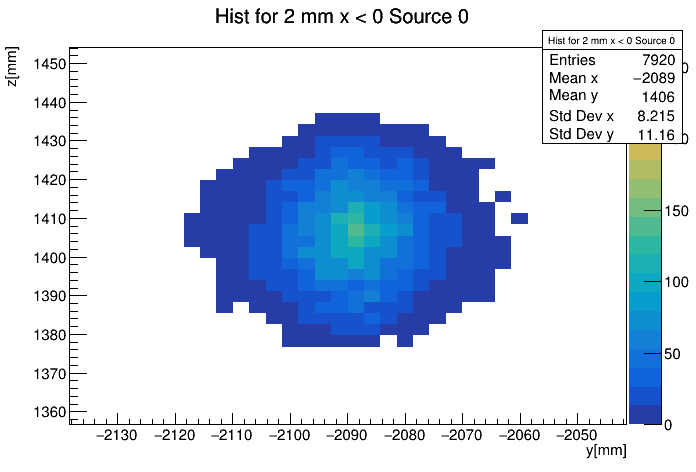 Hist for 2 mm x < 0 Source 0
z[mm]
Hist for 2 mm x < 0 Source 0
Entries 7920
Mean x −2089
Mean y 1406
Std Dev x 8.215
Std Dev y 11.16
1450
1440
1430
1420
1410
1400
1390
1380
1370
1360
0
0
150
100
50
0
−2130 −2120 −2110 −2100 −2090 −2080 −2070 −2060 −2050
y[mm]